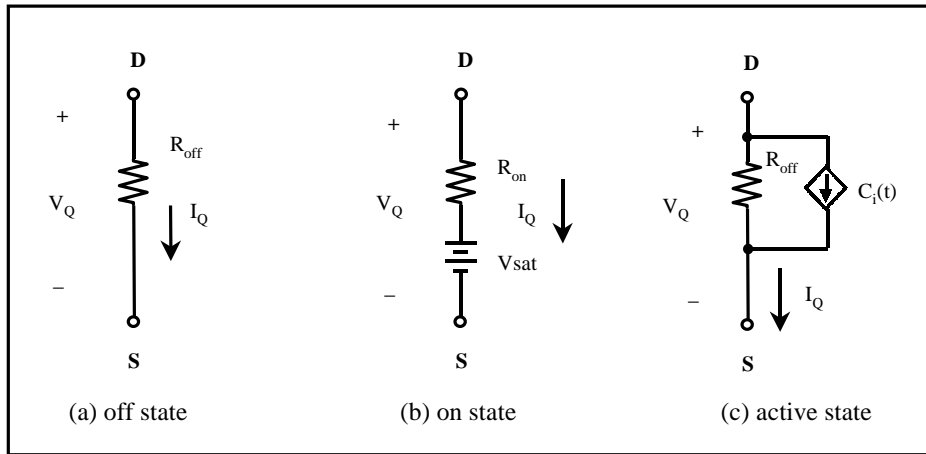 D
+
R_off
V_Q
I_Q
−
S
(a) off state
D
+
R_on
V_Q
I_Q
Vsat
−
S
(b) on state
D
+
R_off
C_i(t)
V_Q
I_Q
−
S
(c) active state